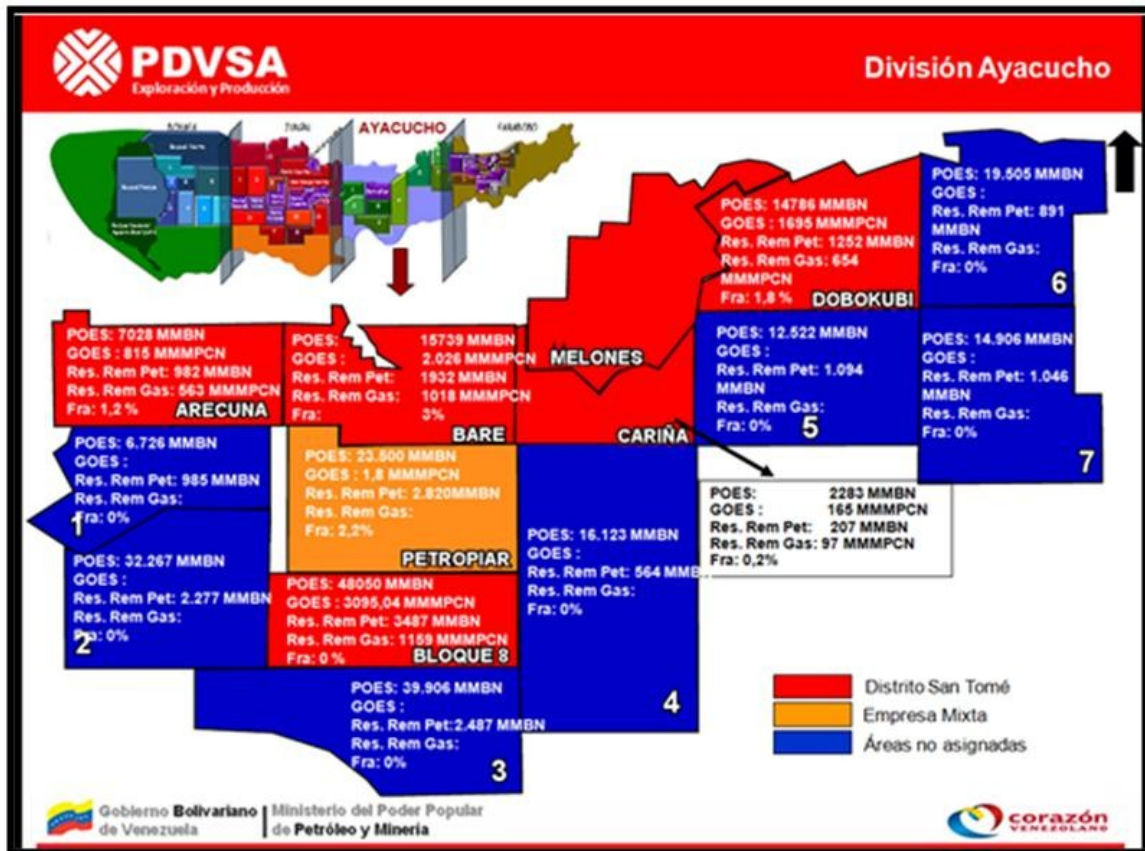 PDVSA
Exploración y Producción
División Ayacucho
AYACUCHO
POES: 14786 MMBN
GOES : 1695 MMMPCN
Res. Rem Pet: 1252 MMBN
Res. Rem Gas: 654
MMMPCN
Fra: 1,8 %
DOBOKUBI
POES: 19.505 MMBN
GOES :
Res. Rem Pet: 891
MMBN
Res. Rem Gas:
Fra: 0%
6
POES: 7028 MMBN
GOES : 815 MMMPCN
Res. Rem Pet: 982 MMBN
Res. Rem Gas: 563 MMMPCN
Fra: 1,2 %
ARECUNA
POES: 15739 MMBN
GOES : 2.026 MMMPCN
Res. Rem Pet: 1932 MMBN
Res. Rem Gas: 1018 MMMPCN
Fra: 3%
BARE
MELONES
CARIÑA
POES: 12.522 MMBN
GOES :
Res. Rem Pet: 1.094
MMBN
Res. Rem Gas:
Fra: 0%
5
POES: 14.906 MMBN
GOES :
Res. Rem Pet: 1.046
MMBN
Res. Rem Gas:
Fra: 0%
7
POES: 6.726 MMBN
GOES :
Res. Rem Pet: 985 MMBN
Res. Rem Gas:
Fra: 0%
1
POES: 23.500 MMBN
GOES : 1,8 MMMPCN
Res. Rem Pet: 2.820MMBN
Res. Rem Gas:
Fra: 2,2%
PETROPIAR
POES: 2283 MMBN
GOES : 165 MMMPCN
Res. Rem Pet: 207 MMBN
Res. Rem Gas: 97 MMMPCN
Fra: 0,2%
POES: 16.123 MMBN
GOES :
Res. Rem Pet: 564 MMBN
Res. Rem Gas:
Fra: 0%
4
POES: 32.267 MMBN
GOES :
Res. Rem Pet: 2.277 MMBN
Res. Rem Gas:
Fra: 0%
2
POES: 48050 MMBN
GOES : 3095,04 MMMPCN
Res. Rem Pet: 3487 MMBN
Res. Rem Gas: 1159 MMMPCN
Fra: 0 %
BLOQUE 8
POES: 39.906 MMBN
GOES :
Res. Rem Pet:2.487 MMBN
Res. Rem Gas:
Fra: 0%
3
Distrito San Tomé
Empresa Mixta
Áreas no asignadas
Gobierno Bolivariano
de Venezuela
Ministerio del Poder Popular
de Petróleo y Minería
corazón
VENEZOLANO